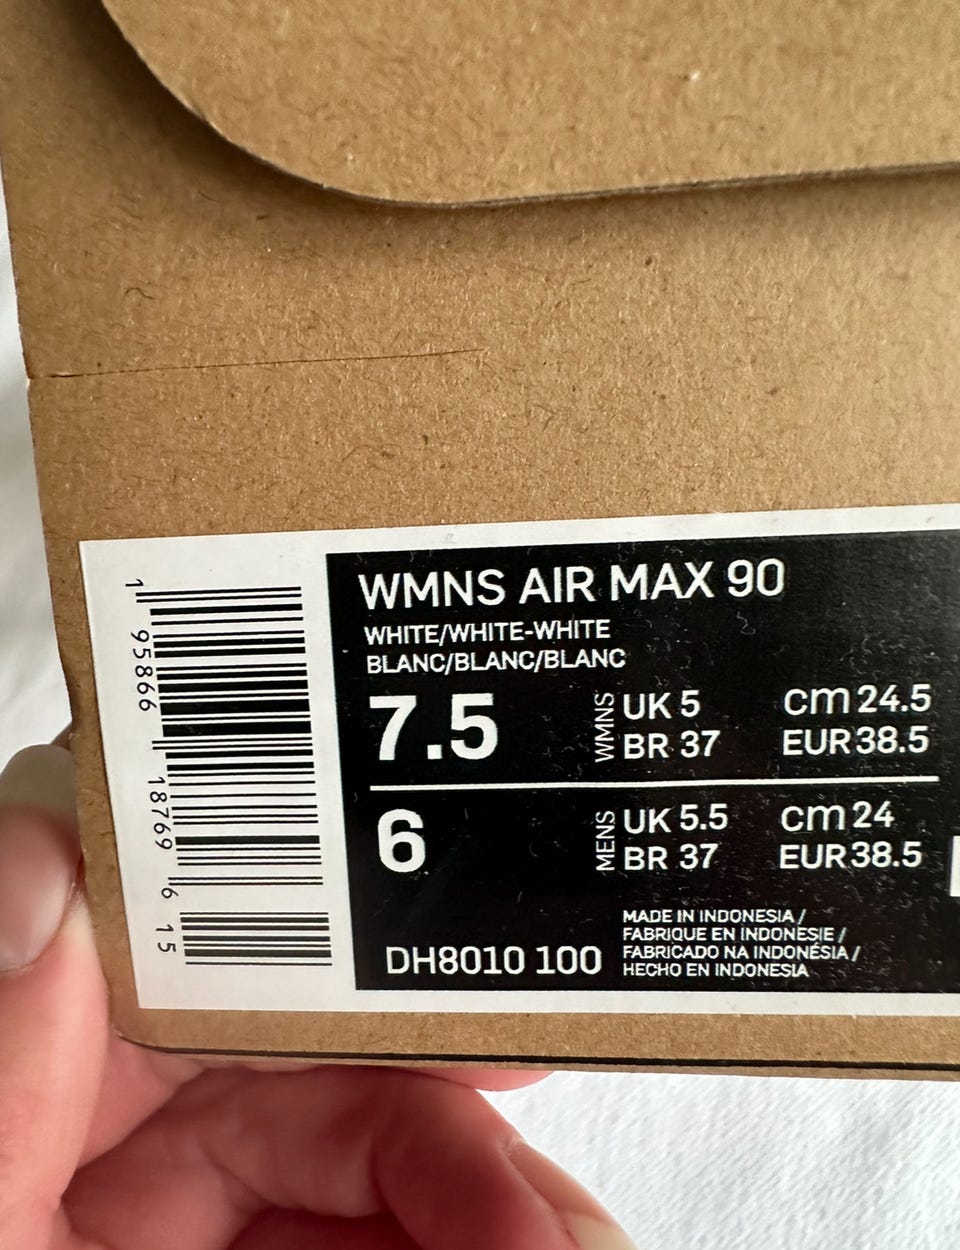 1 95866 18769 6 15
WMNS AIR MAX 90
WHITE/WHITE-WHITE
BLANC/BLANC/BLANC
7.5 WMNS UK 5 cm 24.5
BR 37 EUR 38.5
6 MENS UK 5.5 cm 24
BR 37 EUR 38.5
DH8010 100
MADE IN INDONESIA /
FABRIQUE EN INDONESIE /
FABRICADO NA INDONÉSIA /
HECHO EN INDONESIA